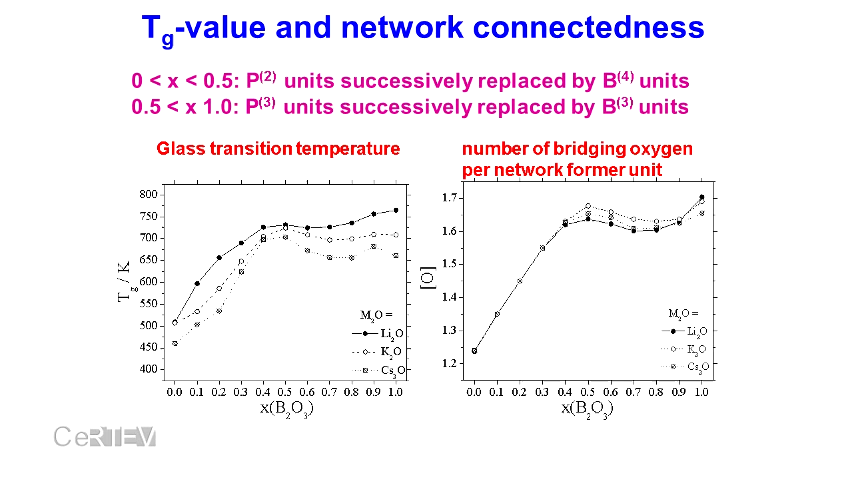 Tg-value and network connectedness
0 < x < 0.5: P(2) units successively replaced by B(4) units
0.5 < x 1.0: P(3) units successively replaced by B(3) units
Glass transition temperature
number of bridging oxygen
per network former unit
800
750
700
650
600
550
500
450
400
Tg / K
M2O =
Li2O
K2O
Cs3O
0.0 0.1 0.2 0.3 0.4 0.5 0.6 0.7 0.8 0.9 1.0
x(B2O3)
1.7
1.6
1.5
1.4
1.3
1.2
[O]
M2O =
Li2O
K3O
Cs3O
0.0 0.1 0.2 0.3 0.4 0.5 0.6 0.7 0.8 0.9 1.0
x(B2O3)
CeRTEV